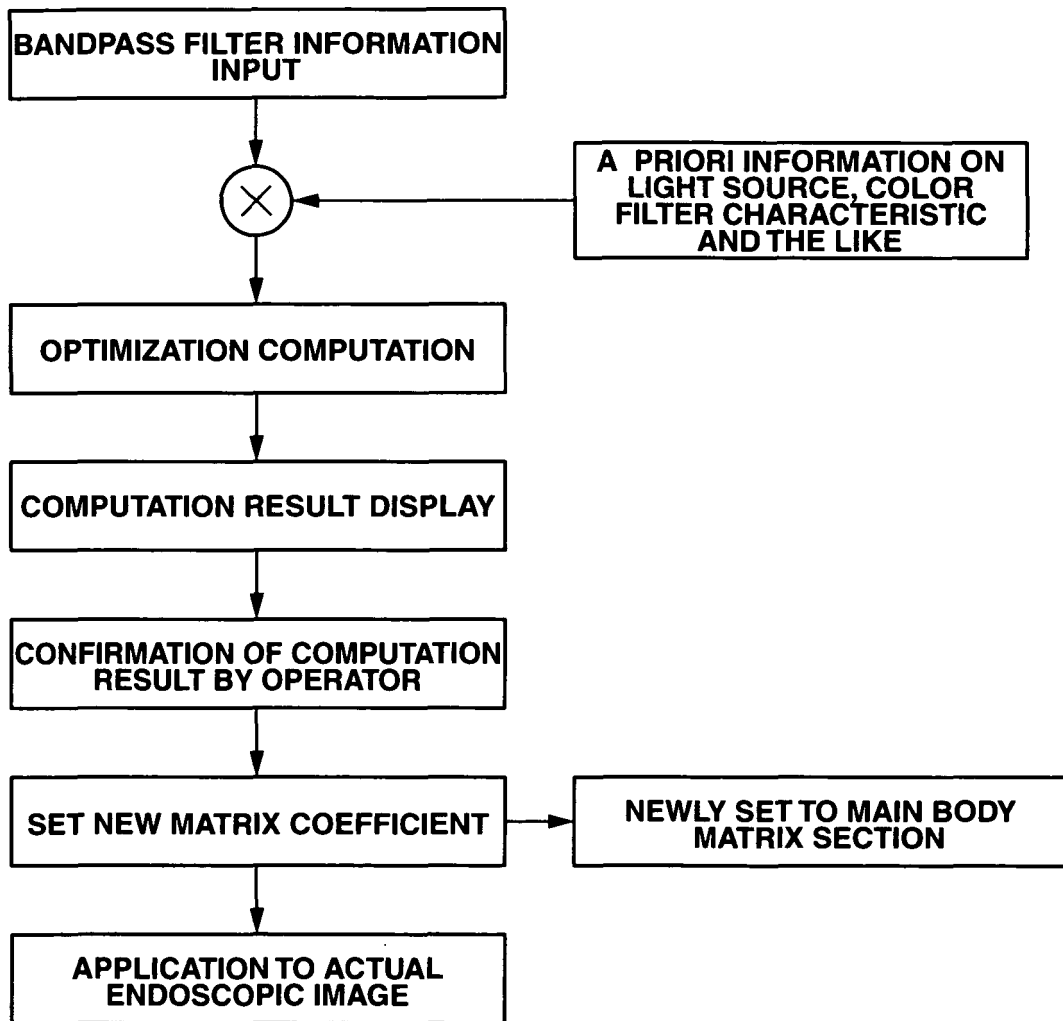 BANDPASS FILTER INFORMATION
INPUT
A PRIORI INFORMATION ON
LIGHT SOURCE, COLOR
FILTER CHARACTERISTIC
AND THE LIKE
OPTIMIZATION COMPUTATION
COMPUTATION RESULT DISPLAY
CONFIRMATION OF COMPUTATION
RESULT BY OPERATOR
SET NEW MATRIX COEFFICIENT
NEWLY SET TO MAIN BODY
MATRIX SECTION
APPLICATION TO ACTUAL
ENDOSCOPIC IMAGE